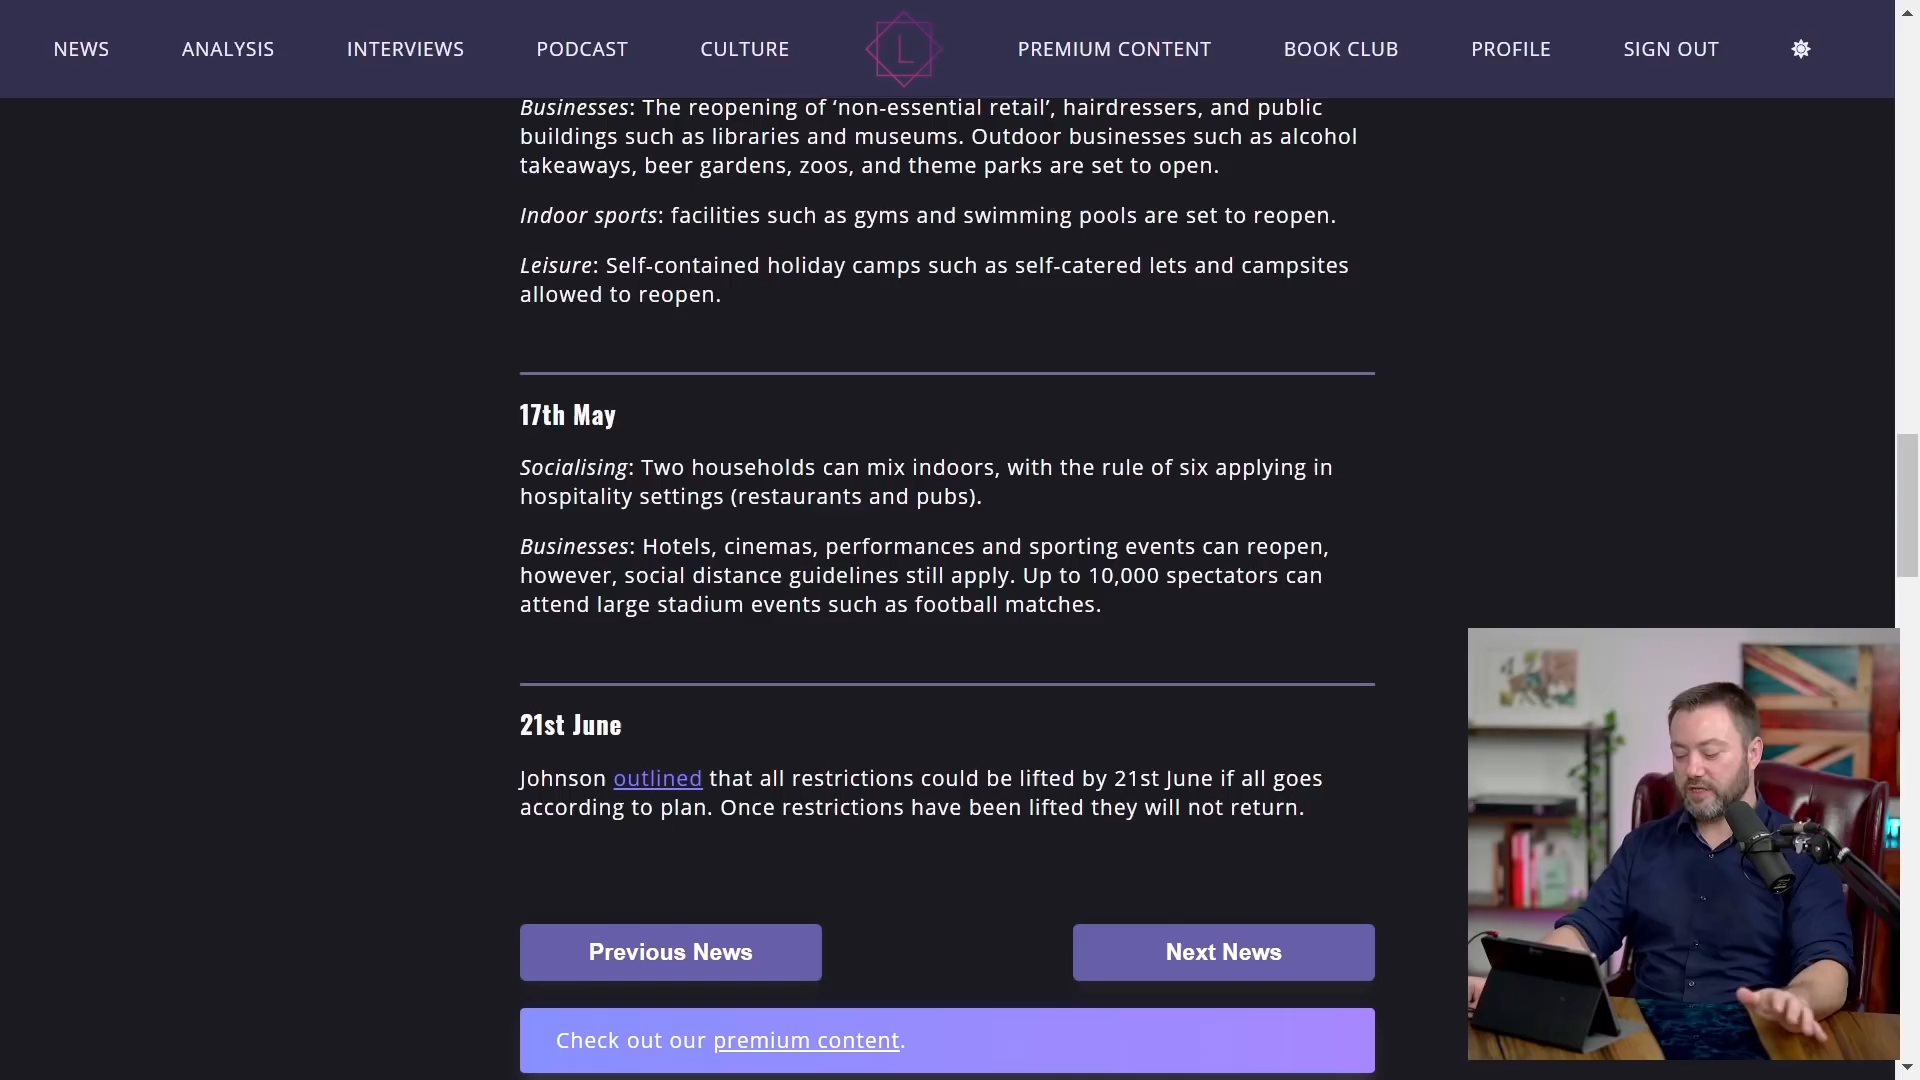 NEWS ANALYSIS INTERVIEWS PODCAST CULTURE L PREMIUM CONTENT BOOK CLUB PROFILE SIGN OUT
Businesses: The reopening of ‘non-essential retail’, hairdressers, and public
buildings such as libraries and museums. Outdoor businesses such as alcohol
takeaways, beer gardens, zoos, and theme parks are set to open.
Indoor sports: facilities such as gyms and swimming pools are set to reopen.
Leisure: Self-contained holiday camps such as self-catered lets and campsites
allowed to reopen.
17th May
Socialising: Two households can mix indoors, with the rule of six applying in
hospitality settings (restaurants and pubs).
Businesses: Hotels, cinemas, performances and sporting events can reopen,
however, social distance guidelines still apply. Up to 10,000 spectators can
attend large stadium events such as football matches.
21st June
Johnson outlined that all restrictions could be lifted by 21st June if all goes
according to plan. Once restrictions have been lifted they will not return.
Previous News Next News
Check out our premium content.